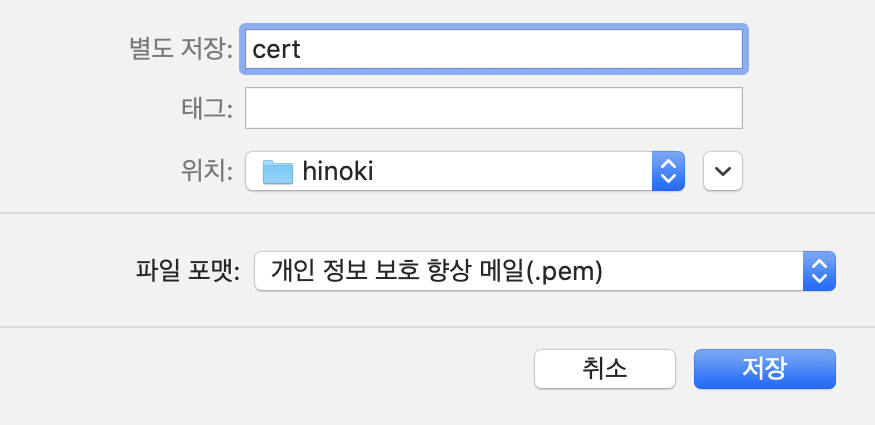 별도 저장: cert
태그:
위치: hinoki
파일 포맷: 개인 정보 보호 향상 메일(.pem)
취소 저장